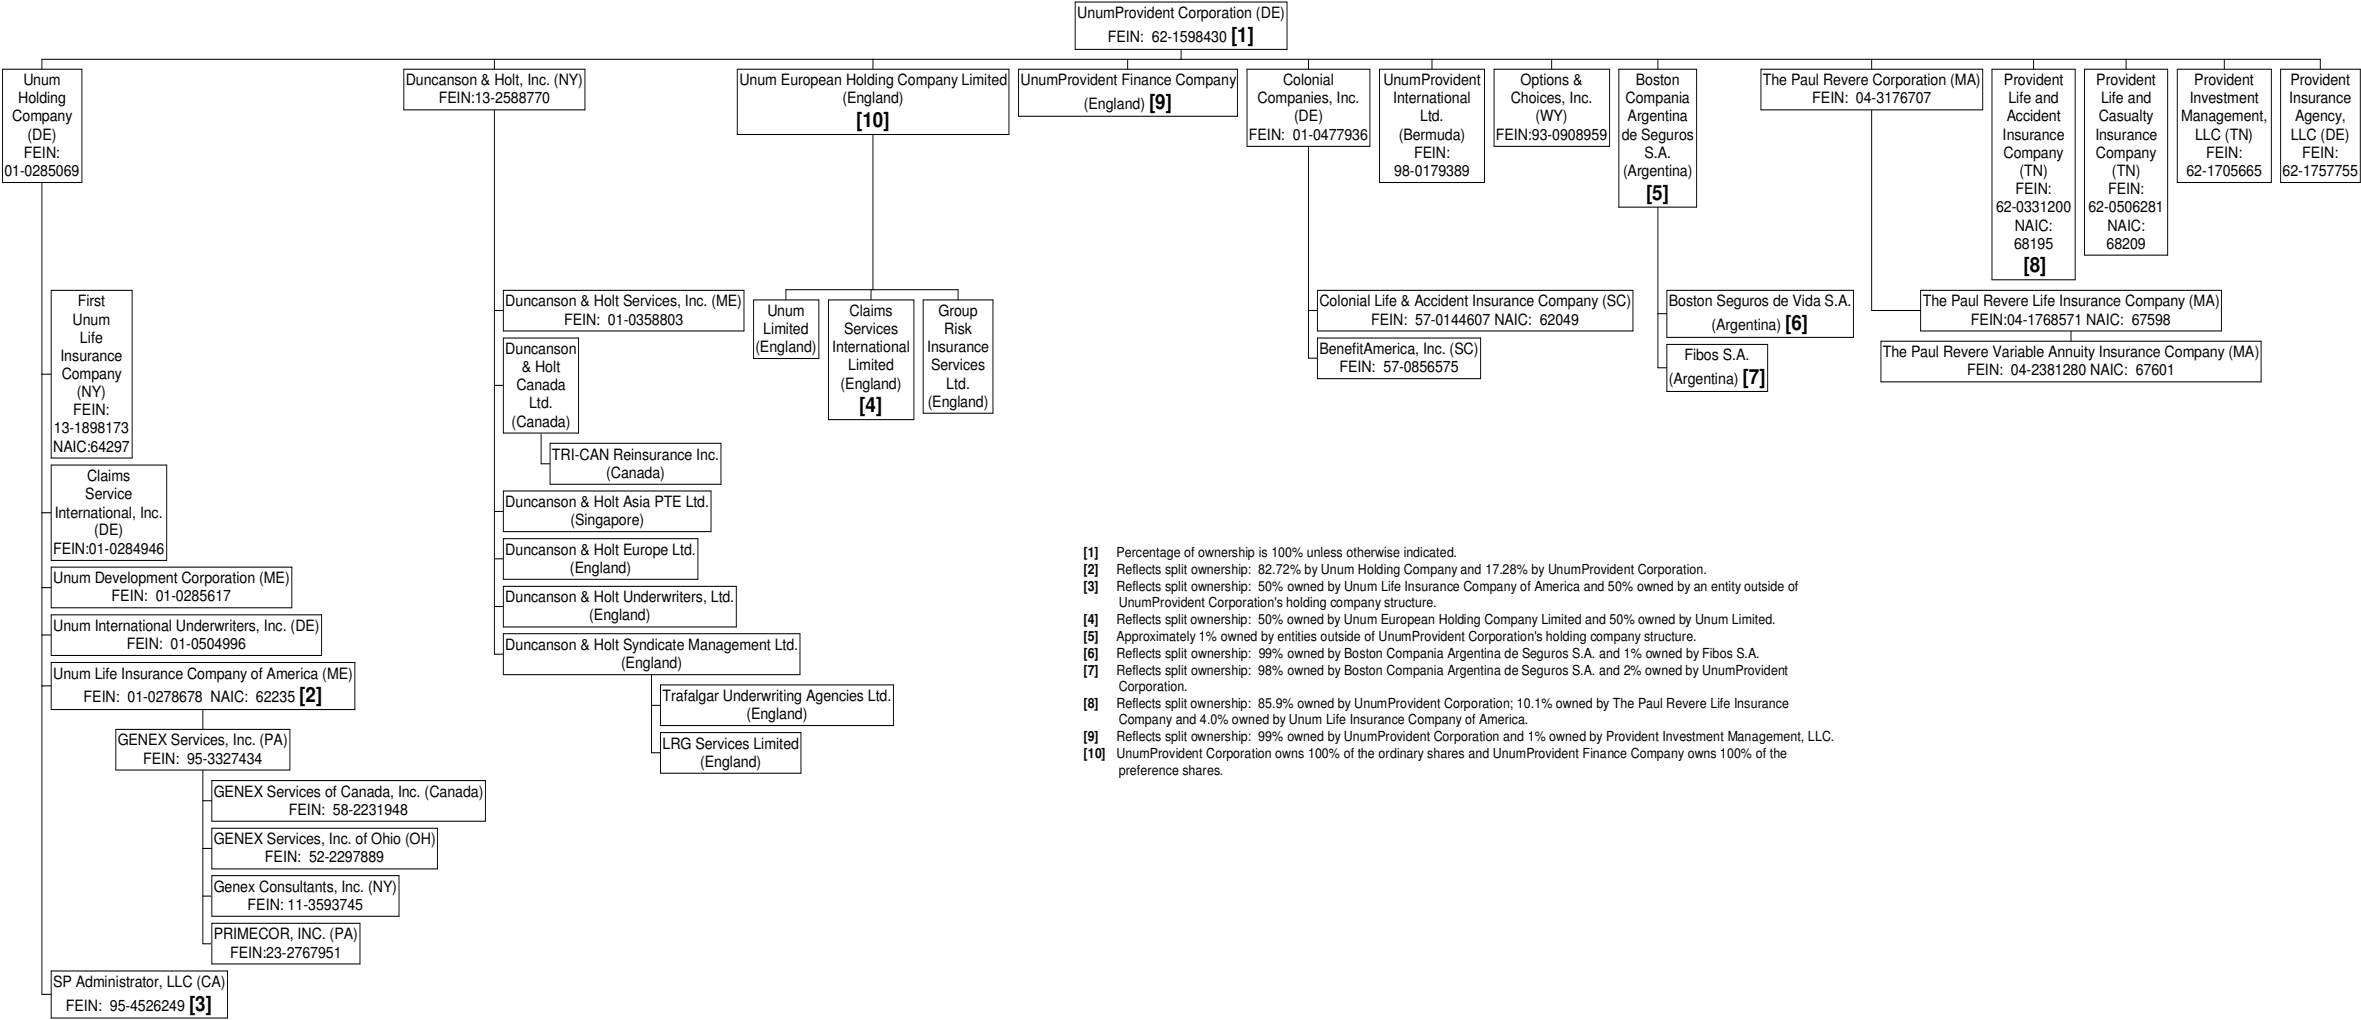 UnumProvident Corporation (DE)
FEIN: 62-1598430 [1]
Unum
Holding
Company
(DE)
FEIN:
01-0285069
Duncanson & Holt, Inc. (NY)
FEIN:13-2588770
Unum European Holding Company Limited
(England)
[10]
UnumProvident Finance Company
(England) [9]
Colonial
Companies, Inc.
(DE)
FEIN: 01-0477936
UnumProvident
International
Ltd.
(Bermuda)
FEIN:
98-0179389
Options &
Choices, Inc.
(WY)
FEIN:93-0908959
Boston
Compania
Argentina
de Seguros
S.A.
(Argentina)
[5]
The Paul Revere Corporation (MA)
FEIN: 04-3176707
Provident
Life and
Accident
Insurance
Company
(TN)
FEIN:
62-0331200
NAIC:
68195
[8]
Provident
Life and
Casualty
Insurance
Company
(TN)
FEIN:
62-0506281
NAIC:
68209
Provident
Investment
Management,
LLC (TN)
FEIN:
62-1705665
Provident
Insurance
Agency,
LLC (DE)
FEIN:
62-1757755
First
Unum
Life
Insurance
Company
(NY)
FEIN:
13-1898173
NAIC:64297
Claims
Service
International, Inc.
(DE)
FEIN:01-0284946
Unum Development Corporation (ME)
FEIN: 01-0285617
Unum International Underwriters, Inc. (DE)
FEIN: 01-0504996
Unum Life Insurance Company of America (ME)
FEIN: 01-0278678 NAIC: 62235 [2]
GENEX Services, Inc. (PA)
FEIN: 95-3327434
GENEX Services of Canada, Inc. (Canada)
FEIN: 58-2231948
GENEX Services, Inc. of Ohio (OH)
FEIN: 52-2297889
Genex Consultants, Inc. (NY)
FEIN: 11-3593745
PRIMECOR, INC. (PA)
FEIN:23-2767951
SP Administrator, LLC (CA)
FEIN: 95-4526249 [3]
Duncanson & Holt Services, Inc. (ME)
FEIN: 01-0358803
Duncanson
& Holt
Canada
Ltd.
(Canada)
TRI-CAN Reinsurance Inc.
(Canada)
Duncanson & Holt Asia PTE Ltd.
(Singapore)
Duncanson & Holt Europe Ltd.
(England)
Duncanson & Holt Underwriters, Ltd.
(England)
Duncanson & Holt Syndicate Management Ltd.
(England)
Trafalgar Underwriting Agencies Ltd.
(England)
LRG Services Limited
(England)
Unum
Limited
(England)
Claims
Services
International
Limited
(England)
[4]
Group
Risk
Insurance
Services
Ltd.
(England)
Colonial Life & Accident Insurance Company (SC)
FEIN: 57-0144607 NAIC: 62049
BenefitAmerica, Inc. (SC)
FEIN: 57-0856575
Boston Seguros de Vida S.A.
(Argentina) [6]
Fibos S.A.
(Argentina) [7]
The Paul Revere Life Insurance Company (MA)
FEIN:04-1768571 NAIC: 67598
The Paul Revere Variable Annuity Insurance Company (MA)
FEIN: 04-2381280 NAIC: 67601
[1] Percentage of ownership is 100% unless otherwise indicated.
[2] Reflects split ownership: 82.72% by Unum Holding Company and 17.28% by UnumProvident Corporation.
[3] Reflects split ownership: 50% owned by Unum Life Insurance Company of America and 50% owned by an entity outside of
UnumProvident Corporation's holding company structure.
[4] Reflects split ownership: 50% owned by Unum European Holding Company Limited and 50% owned by Unum Limited.
[5] Approximately 1% owned by entities outside of UnumProvident Corporation's holding company structure.
[6] Reflects split ownership: 99% owned by Boston Compania Argentina de Seguros S.A. and 1% owned by Fibos S.A.
[7] Reflects split ownership: 98% owned by Boston Compania Argentina de Seguros S.A. and 2% owned by UnumProvident
Corporation.
[8] Reflects split ownership: 85.9% owned by UnumProvident Corporation; 10.1% owned by The Paul Revere Life Insurance
Company and 4.0% owned by Unum Life Insurance Company of America.
[9] Reflects split ownership: 99% owned by UnumProvident Corporation and 1% owned by Provident Investment Management, LLC.
[10] UnumProvident Corporation owns 100% of the ordinary shares and UnumProvident Finance Company owns 100% of the
preference shares.